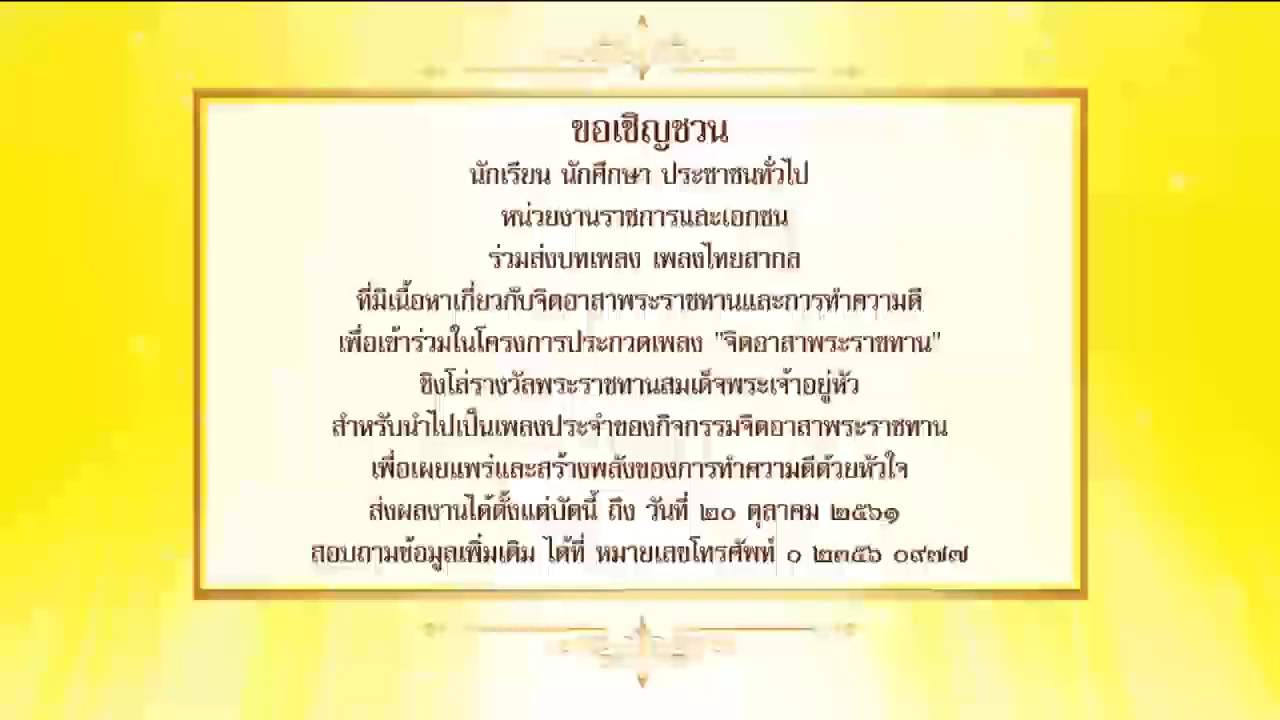 ขอเชิญชวน
นักเรียน นักศึกษา ประชาชนทั่วไป
หน่วยงานราชการและเอกชน
ร่วมส่งบทเพลง เพลงไทยสากล
ที่มีเนื้อหาเกี่ยวกับจิตอาสาพระราชทานและการทำความดี
เพื่อเข้าร่วมในโครงการประกวดเพลง "จิตอาสาพระราชทาน"
ชิงโล่รางวัลพระราชทานสมเด็จพระเจ้าอยู่หัว
สำหรับนำไปเป็นเพลงประจำของกิจกรรมจิตอาสาพระราชทาน
เพื่อเผยแพร่และสร้างพลังของการทำความดีด้วยหัวใจ
ส่งผลงานได้ตั้งแต่บัดนี้ ถึง วันที่ ๒๐ ตุลาคม ๒๕๖๑
สอบถามข้อมูลเพิ่มเติม ได้ที่ หมายเลขโทรศัพท์ ๐ ๒๓๕๖ ๐๙๗๗